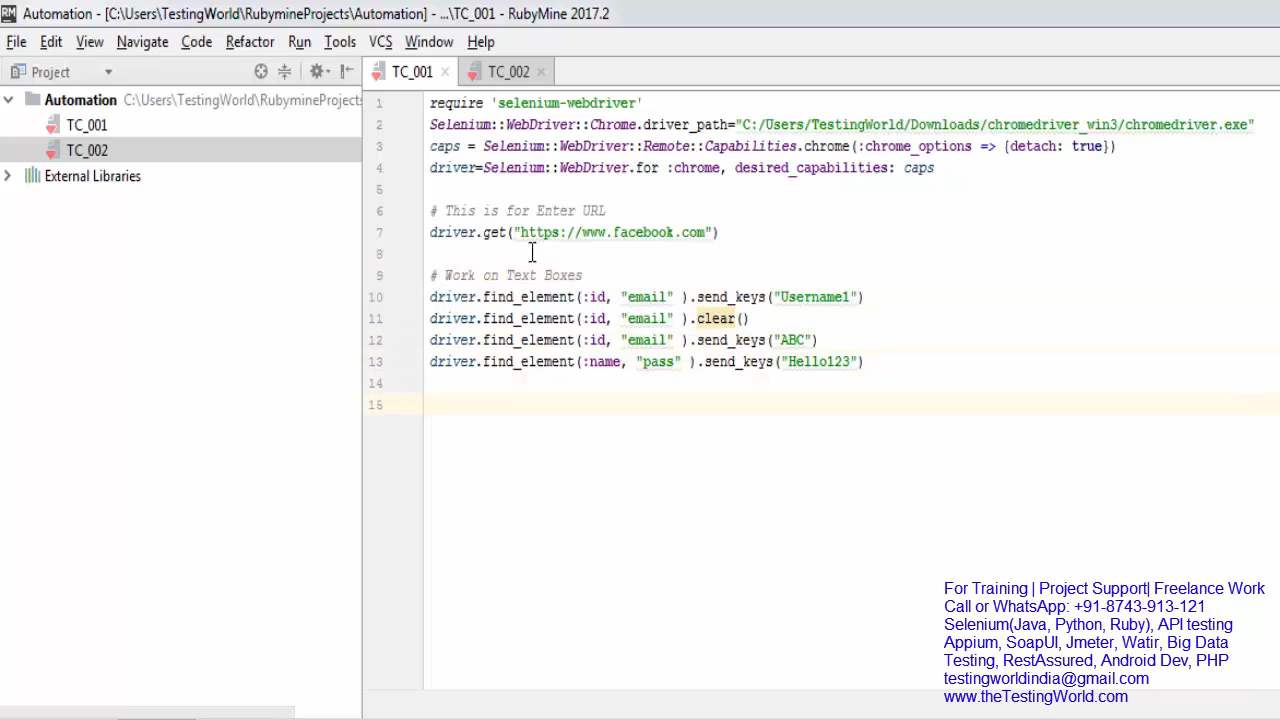 RM Automation - [C:\Users\TestingWorld\RubymineProjects\Automation] - ...\TC_001 - RubyMine 2017.2
File Edit View Navigate Code Refactor Run Tools VCS Window Help
Project
TC_001 TC_002
Automation C:\Users\TestingWorld\RubymineProjects
TC_001
TC_002
External Libraries
1 require 'selenium-webdriver'
2 Selenium::WebDriver::Chrome.driver_path="C:/Users/TestingWorld/Downloads/chromedriver_win3/chromedriver.exe"
3 caps = Selenium::WebDriver::Remote::Capabilities.chrome(:chrome_options => {detach: true})
4 driver=Selenium::WebDriver.for :chrome, desired_capabilities: caps
5
6 # This is for Enter URL
7 driver.get("https://www.facebook.com")
8
9 # Work on Text Boxes
10 driver.find_element(:id, "email" ).send_keys("Username1")
11 driver.find_element(:id, "email" ).clear()
12 driver.find_element(:id, "email" ).send_keys("ABC")
13 driver.find_element(:name, "pass" ).send_keys("Hello123")
14
15
For Training | Project Support| Freelance Work
Call or WhatsApp: +91-8743-913-121
Selenium(Java, Python, Ruby), API testing
Appium, SoapUI, Jmeter, Watir, Big Data
Testing, RestAssured, Android Dev, PHP
testingworldindia@gmail.com
www.theTestingWorld.com